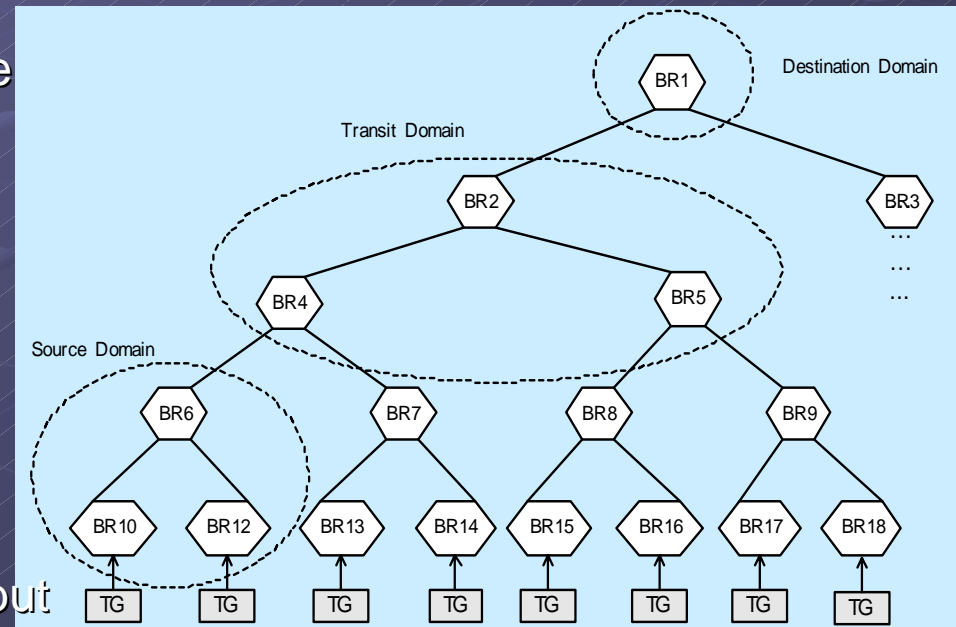 BR1
Destination Domain
Transit Domain
BR2
BR3
...
...
...
BR4
BR5
Source Domain
BR6
BR7
BR8
BR9
BR10
BR12
BR13
BR14
BR15
BR16
BR17
BR18
TG
TG
TG
TG
TG
TG
TG
TG